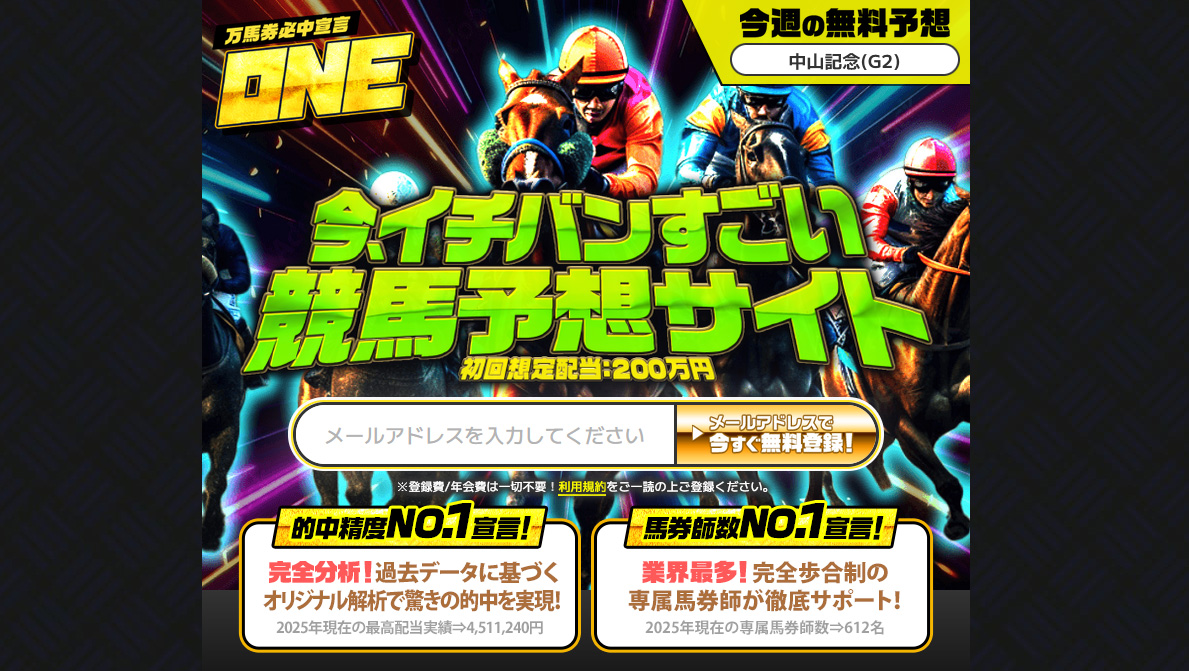 万馬券必中宣言
ONE
今週の無料予想
中山記念(G2)
今、イチバンすごい
競馬予想サイト
初回想定配当:200万円
メールアドレスを入力してください
メールアドレスで
今すぐ無料登録!
※登録費/年会費は一切不要！利用規約をご一読の上ご登録ください。
的中精度NO.1宣言!
完全分析！過去データに基づく
オリジナル解析で驚きの的中を実現!
2025年現在の最高配当実績⇒4,511,240円
馬券師数NO.1宣言!
業界最多！完全歩合制の
専属馬券師が徹底サポート!
2025年現在の専属馬券師数⇒612名